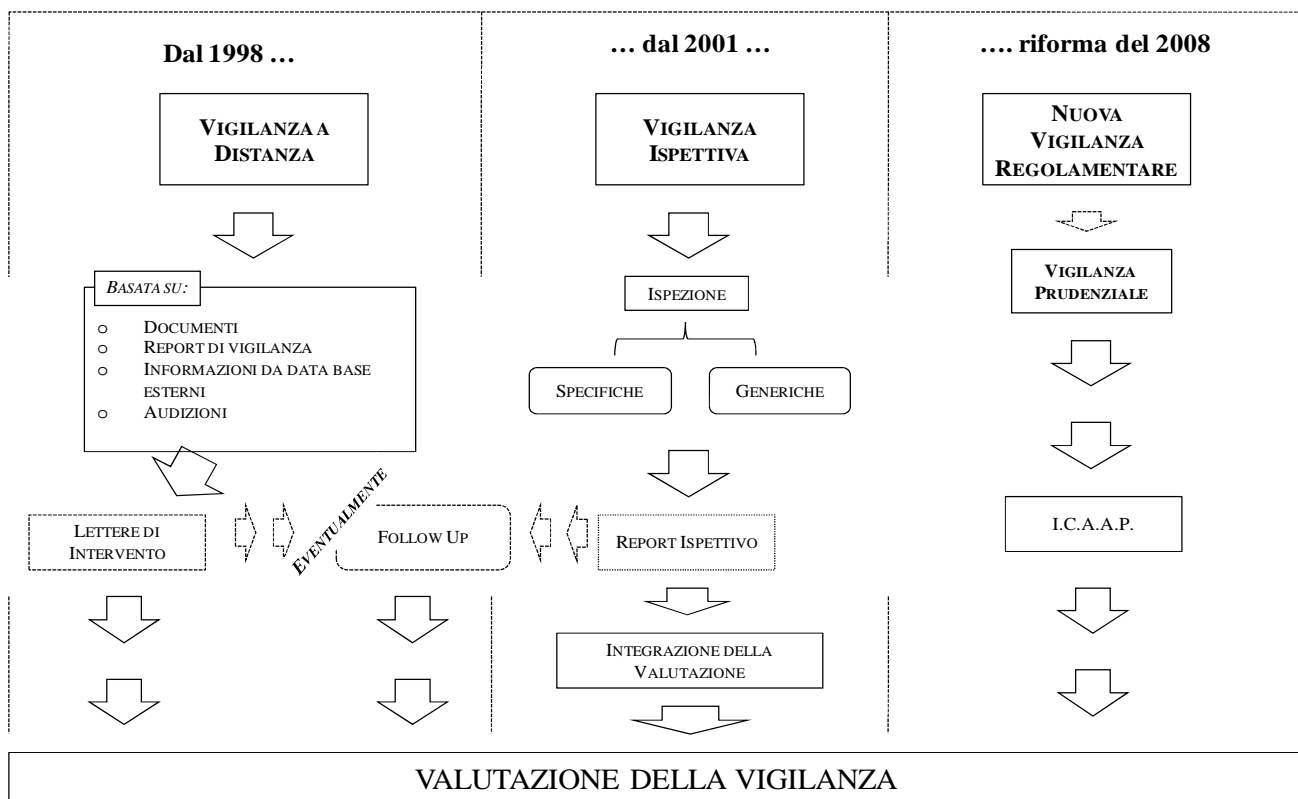 Dal 1998 …
… dal 2001 …
…. riforma del 2008
VIGILANZA A
DISTANZA
VIGILANZA
ISPETTIVA
NUOVA
VIGILANZA
REGOLAMENTARE
BASATA SU:
o DOCUMENTI
o REPORT DI VIGILANZA
o INFORMAZIONI DA DATA BASE
ESTERNI
o AUDIZIONI
ISPEZIONE
SPECIFICHE
GENERICHE
VIGILANZA
PRUDENZIALE
LETTERE DI
INTERVENTO
EVENTUALMENTE
FOLLOW UP
REPORT ISPETTIVO
I.C.A.A.P.
INTEGRAZIONE DELLA
VALUTAZIONE
VALUTAZIONE DELLA VIGILANZA